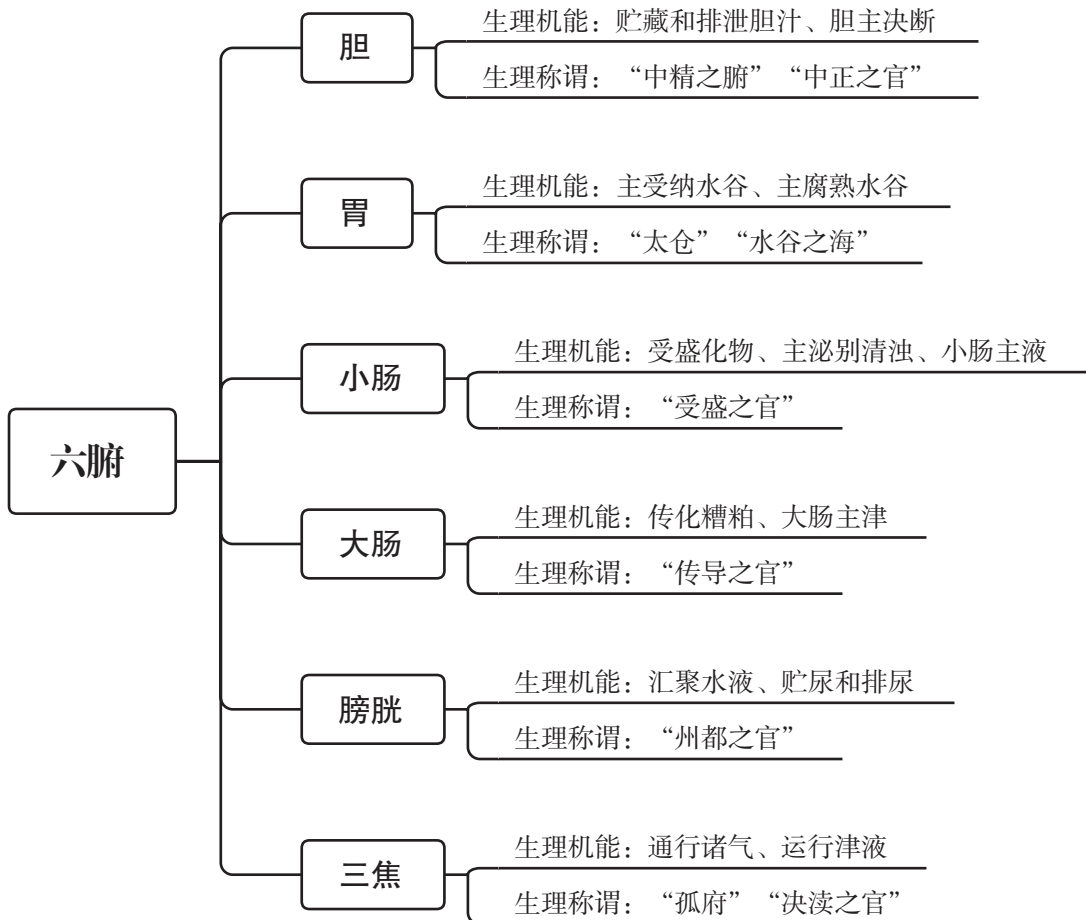 六腑
胆
生理机能：贮藏和排泄胆汁、胆主决断
生理称谓：“中精之腑”“中正之官”
胃
生理机能：主受纳水谷、主腐熟水谷
生理称谓：“太仓”“水谷之海”
小肠
生理机能：受盛化物、主泌别清浊、小肠主液
生理称谓：“受盛之官”
大肠
生理机能：传化糟粕、大肠主津
生理称谓：“传导之官”
膀胱
生理机能：汇聚水液、贮尿和排尿
生理称谓：“州都之官”
三焦
生理机能：通行诸气、运行津液
生理称谓：“孤府”“决渎之官”